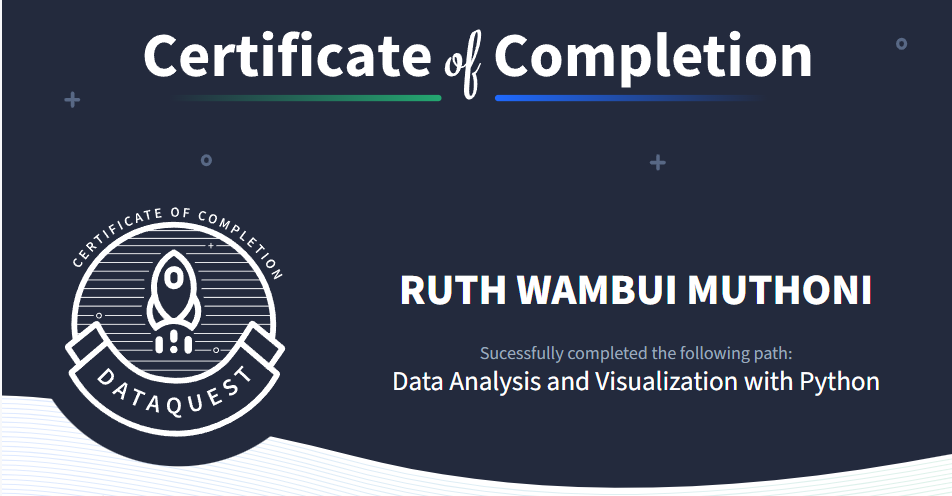 Certificate of Completion
CERTIFICATE OF COMPLETION
DATAQUEST
RUTH WAMBUI MUTHONI
Sucessfully completed the following path:
Data Analysis and Visualization with Python